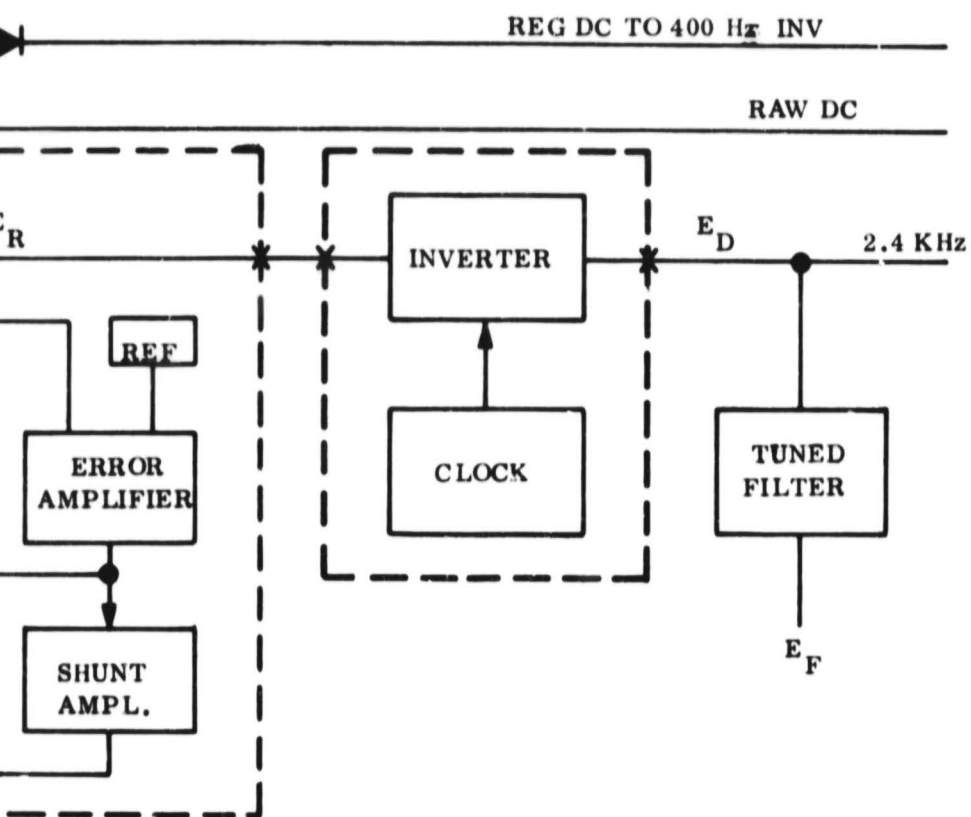 REG DC TO 400 Hz INV
RAW DC
E R
E D
2.4 KHz
INVERTER
REF
ERROR
AMPLIFIER
CLOCK
TUNED
FILTER
SHUNT
AMPL.
E F